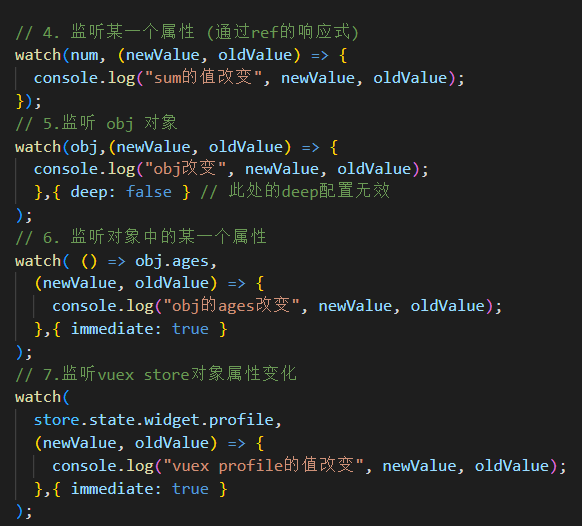 // 4. 监听某一个属性 (通过ref的响应式)
watch(num, (newValue, oldValue) => {
  console.log("sum的值改变", newValue, oldValue);
});
// 5.监听 obj 对象
watch(obj,(newValue, oldValue) => {
  console.log("obj改变", newValue, oldValue);
  },{ deep: false } // 此处的deep配置无效
);
// 6. 监听对象中的某一个属性
watch( () => obj.ages,
  (newValue, oldValue) => {
    console.log("obj的ages改变", newValue, oldValue);
  },{ immediate: true }
);
// 7.监听vuex store对象属性变化
watch(
  store.state.widget.profile,
  (newValue, oldValue) => {
    console.log("vuex profile的值改变", newValue, oldValue);
  },{ immediate: true }
);